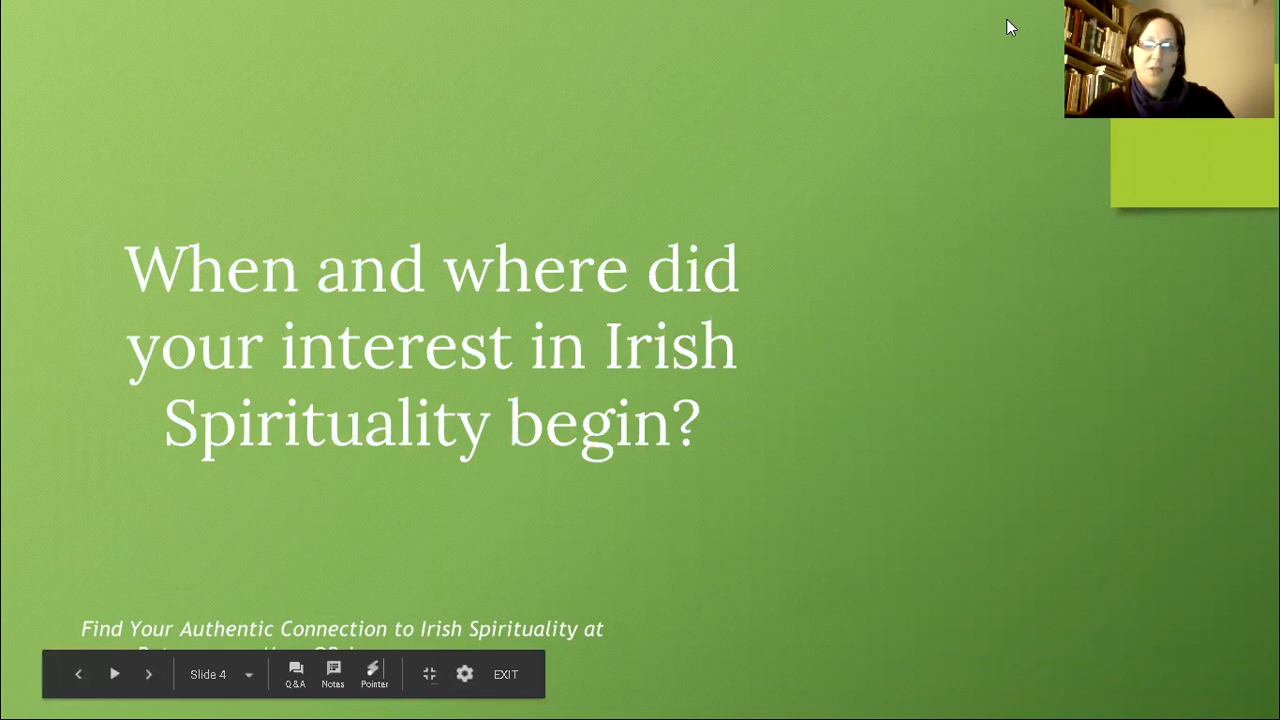 When and where did
your interest in Irish
Spirituality begin?
Find Your Authentic Connection to Irish Spirituality at
Slide 4
Q&A
Notes
Pointer
EXIT